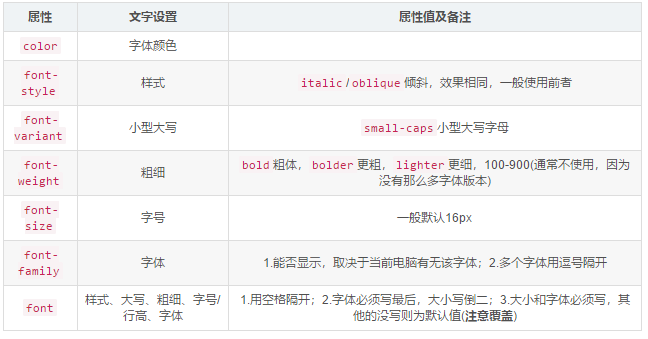 属性 文字设置 属性值及备注
color 字体颜色
font-
style 样式 italic / oblique 倾斜，效果相同，一般使用前者
font-
variant 小型大写 small-caps 小型大写字母
font-
weight 粗细 bold 粗体， bolder 更粗， lighter 更细，100-900(通常不使用，因为
没有那么多字体版本)
font-
size 字号 一般默认16px
font-
family 字体 1.能否显示，取决于当前电脑有无该字体；2.多个字体用逗号隔开
font 样式、大写、粗细、字号/
行高、字体 1.用空格隔开；2.字体必须写最后，大小写倒二；3.大小和字体必须写，其
他的没写则为默认值(注意覆盖)